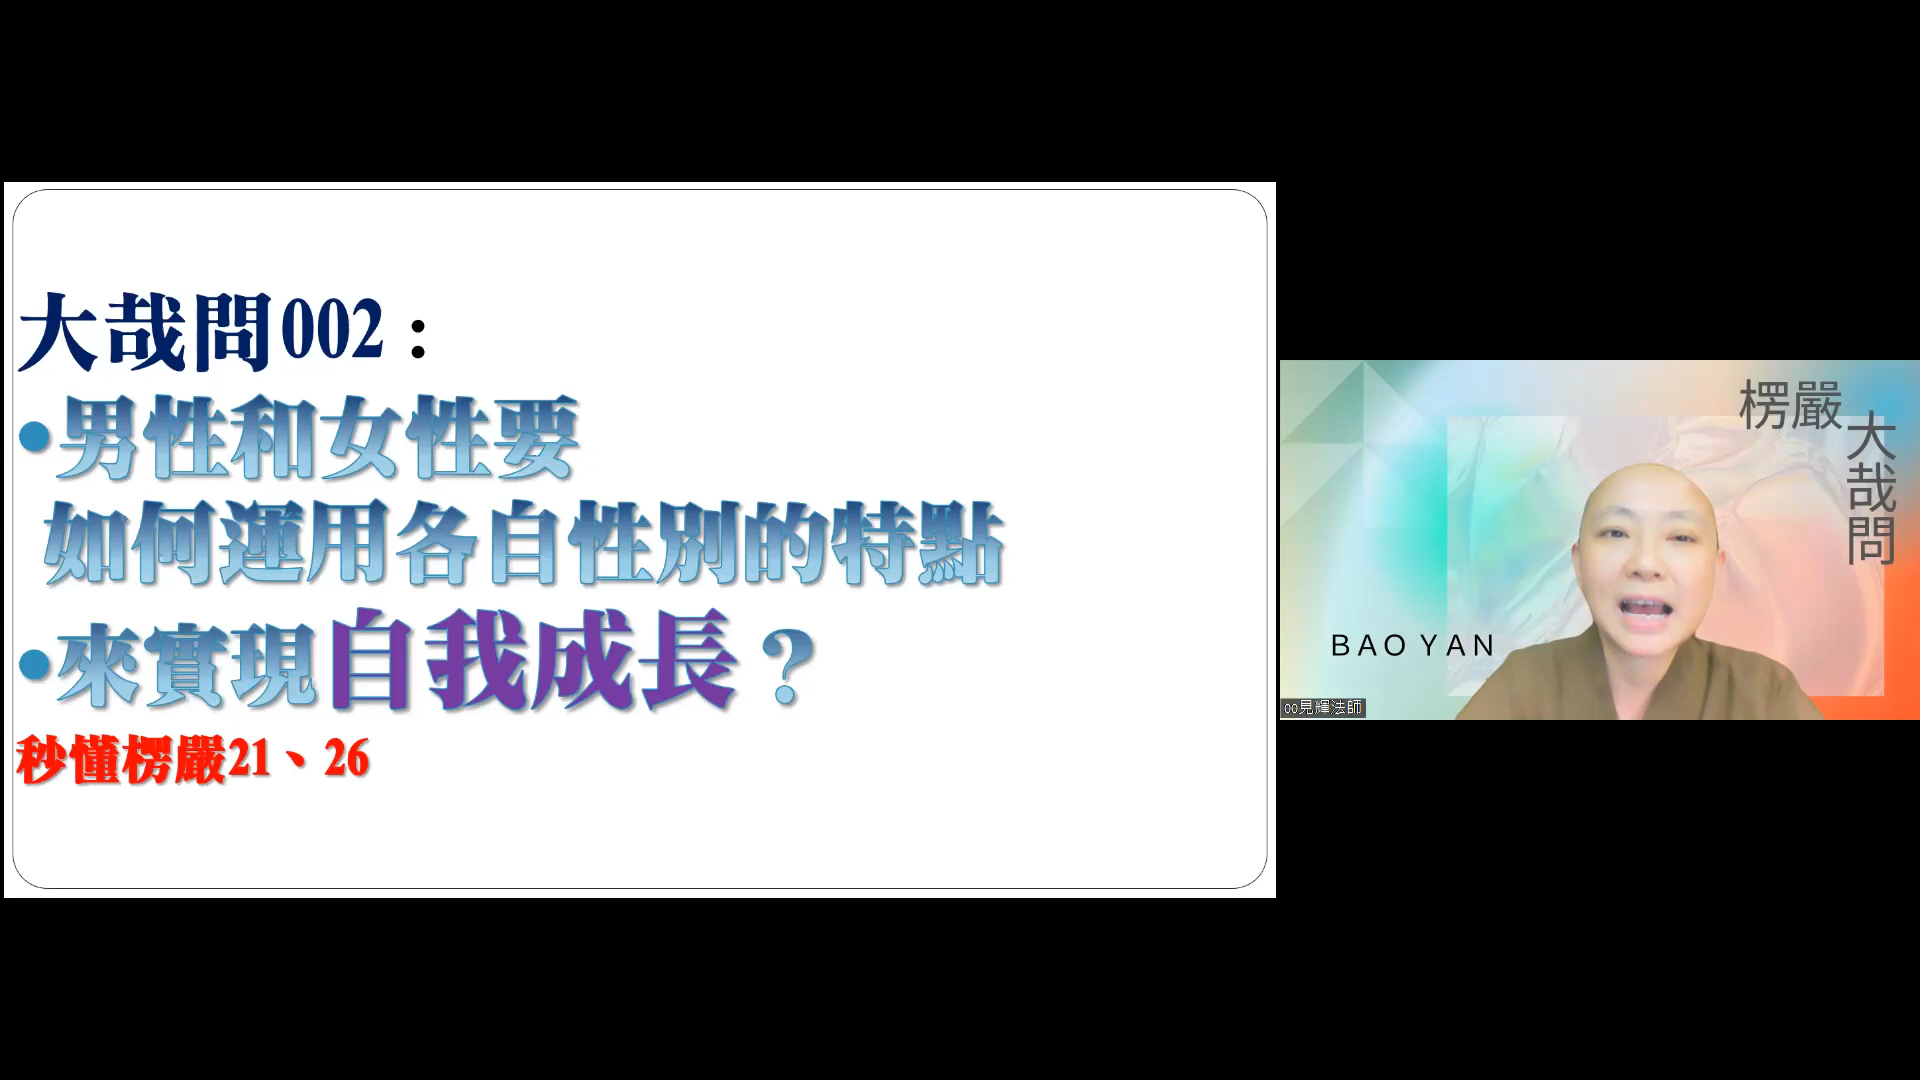 大哉問002：
•男性和女性要
如何運用各自性別的特點
•來實現自我成長？
秒懂楞嚴21、26
楞嚴
大哉問
BAO YAN
oo見輝法師